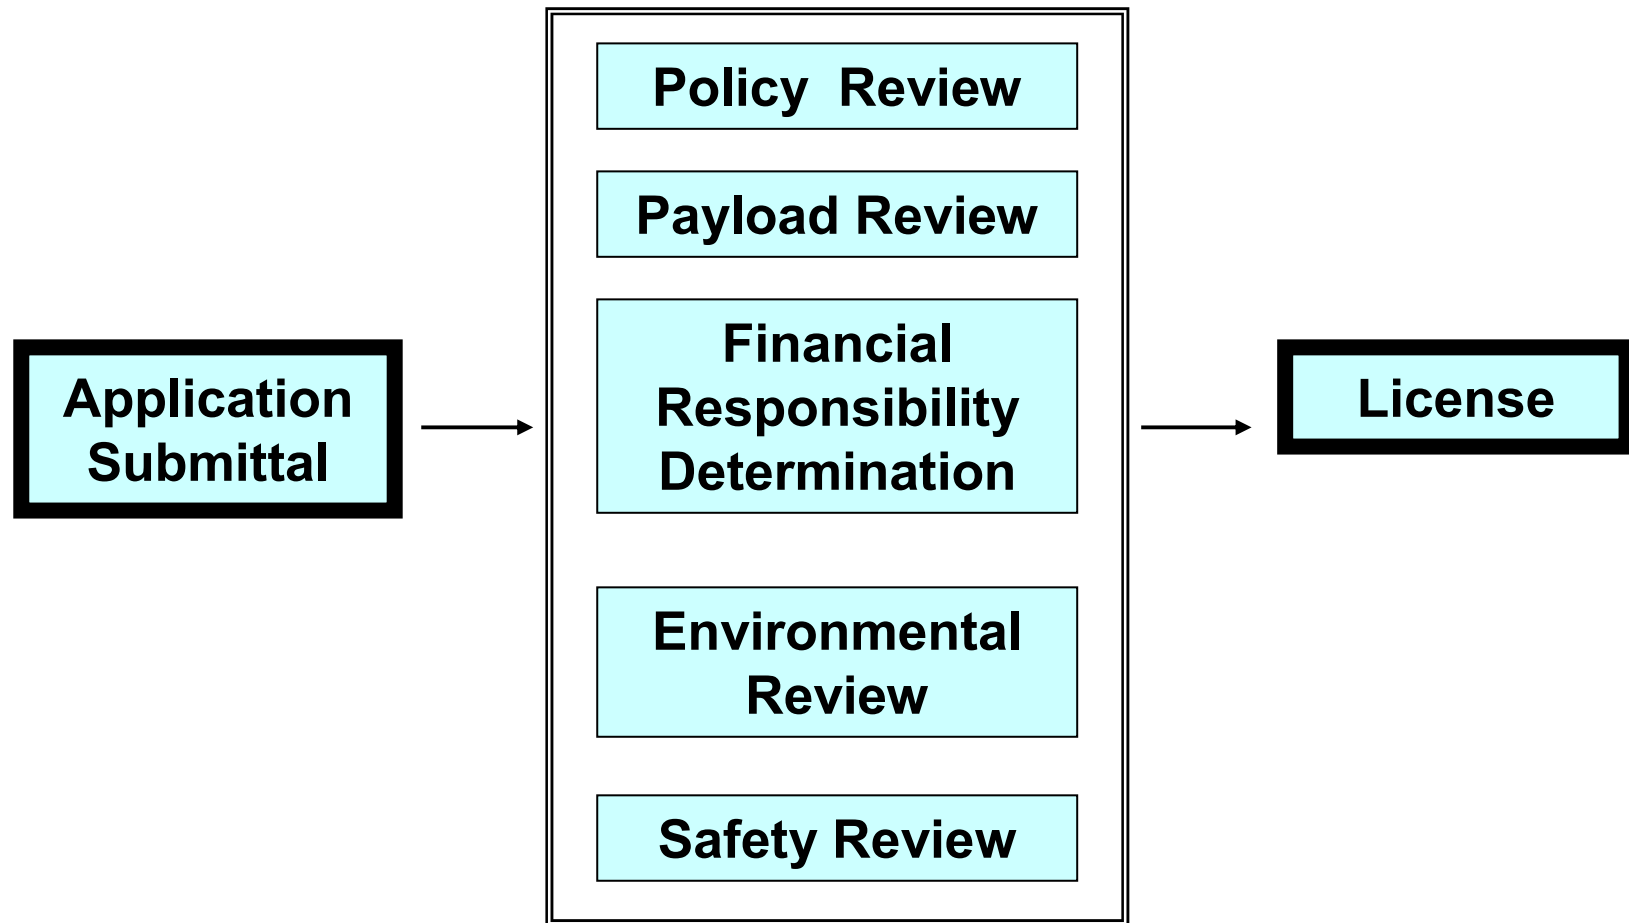 Policy  Review
Payload Review
Financial
Responsibility
Determination
Application
Submittal
License
Environmental
Review
Safety Review